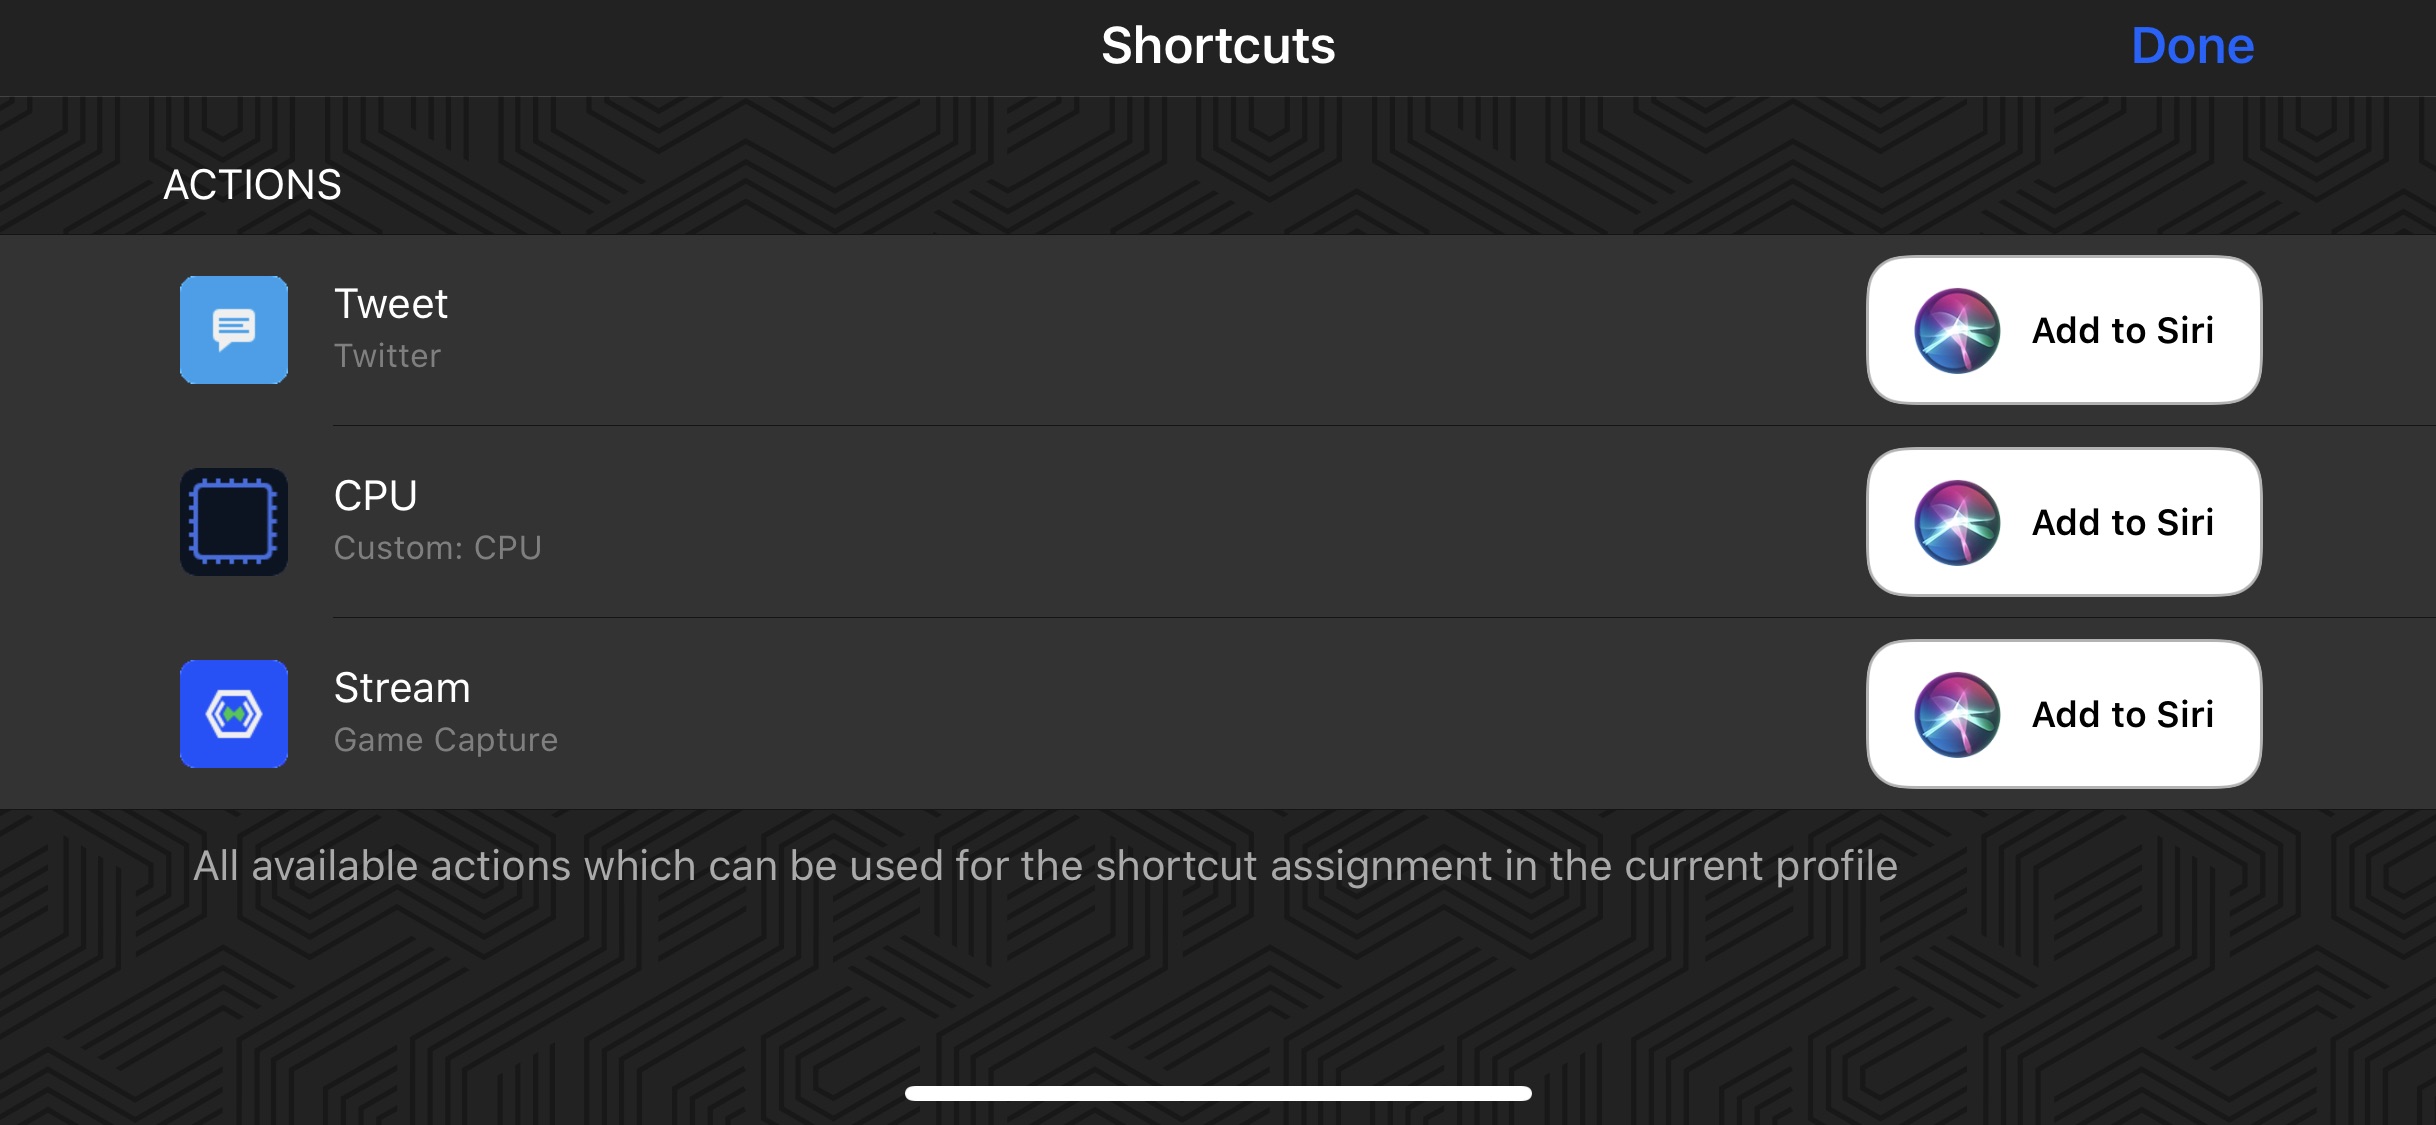 Shortcuts
Done
ACTIONS
Tweet
Twitter
Add to Siri
CPU
Custom: CPU
Add to Siri
Stream
Game Capture
Add to Siri
All available actions which can be used for the shortcut assignment in the current profile